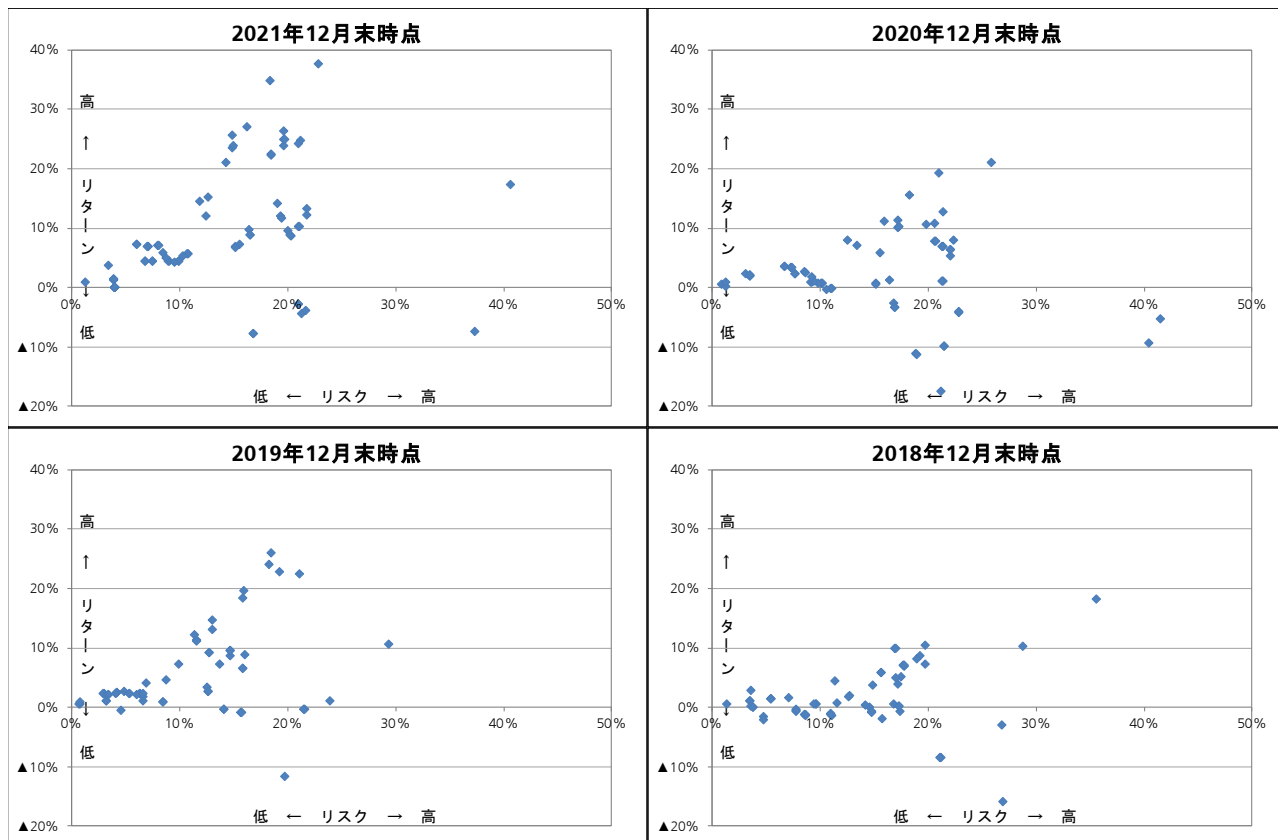 2021年12月末時点
40%
30%
20%
10%
0%
▲10%
▲20%
高 ↑ リターン ↓ 低
0% 10% 20% 30% 40% 50%
低 ← リスク → 高
2020年12月末時点
40%
30%
20%
10%
0%
▲10%
▲20%
高 ↑ リターン ↓ 低
0% 10% 20% 30% 40% 50%
低 ← リスク → 高
2019年12月末時点
40%
30%
20%
10%
0%
▲10%
▲20%
高 ↑ リターン ↓ 低
0% 10% 20% 30% 40% 50%
低 ← リスク → 高
2018年12月末時点
40%
30%
20%
10%
0%
▲10%
▲20%
高 ↑ リターン ↓ 低
0% 10% 20% 30% 40% 50%
低 ← リスク → 高